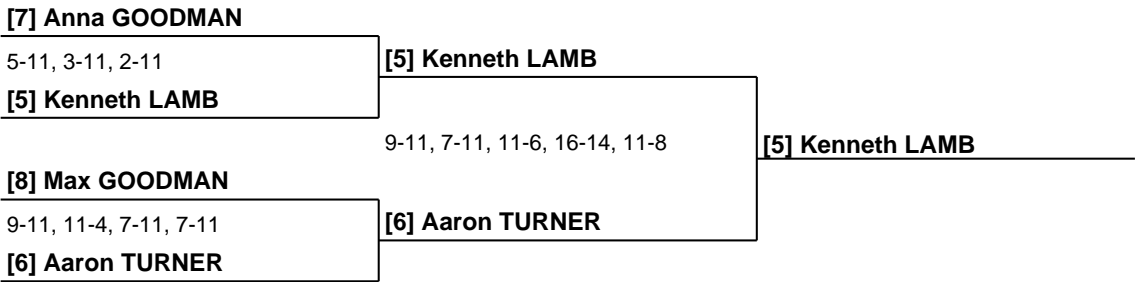 [7] Anna GOODMAN
5-11, 3-11, 2-11
[5] Kenneth LAMB
[5] Kenneth LAMB
9-11, 7-11, 11-6, 16-14, 11-8
[5] Kenneth LAMB
[8] Max GOODMAN
9-11, 11-4, 7-11, 7-11
[6] Aaron TURNER
[6] Aaron TURNER